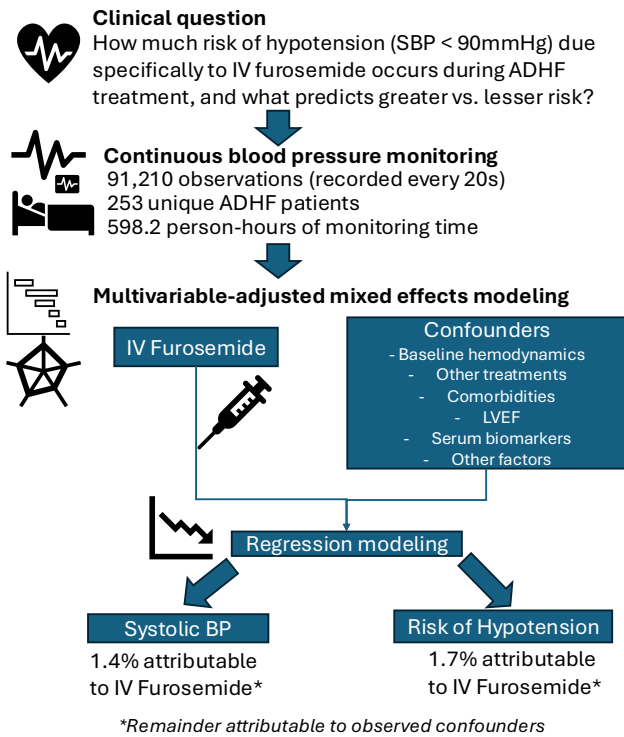 Clinical question
How much risk of hypotension (SBP < 90mmHg) due
specifically to IV furosemide occurs during ADHF
treatment, and what predicts greater vs. lesser risk?
Continuous blood pressure monitoring
91,210 observations (recorded every 20s)
253 unique ADHF patients
598.2 person-hours of monitoring time
Multivariable-adjusted mixed effects modeling
IV Furosemide
Confounders
- Baseline hemodynamics
- Other treatments
- Comorbidities
- LVEF
- Serum biomarkers
- Other factors
Regression modeling
Systolic BP
1.4% attributable
to IV Furosemide*
Risk of Hypotension
1.7% attributable
to IV Furosemide*
*Remainder attributable to observed confounders